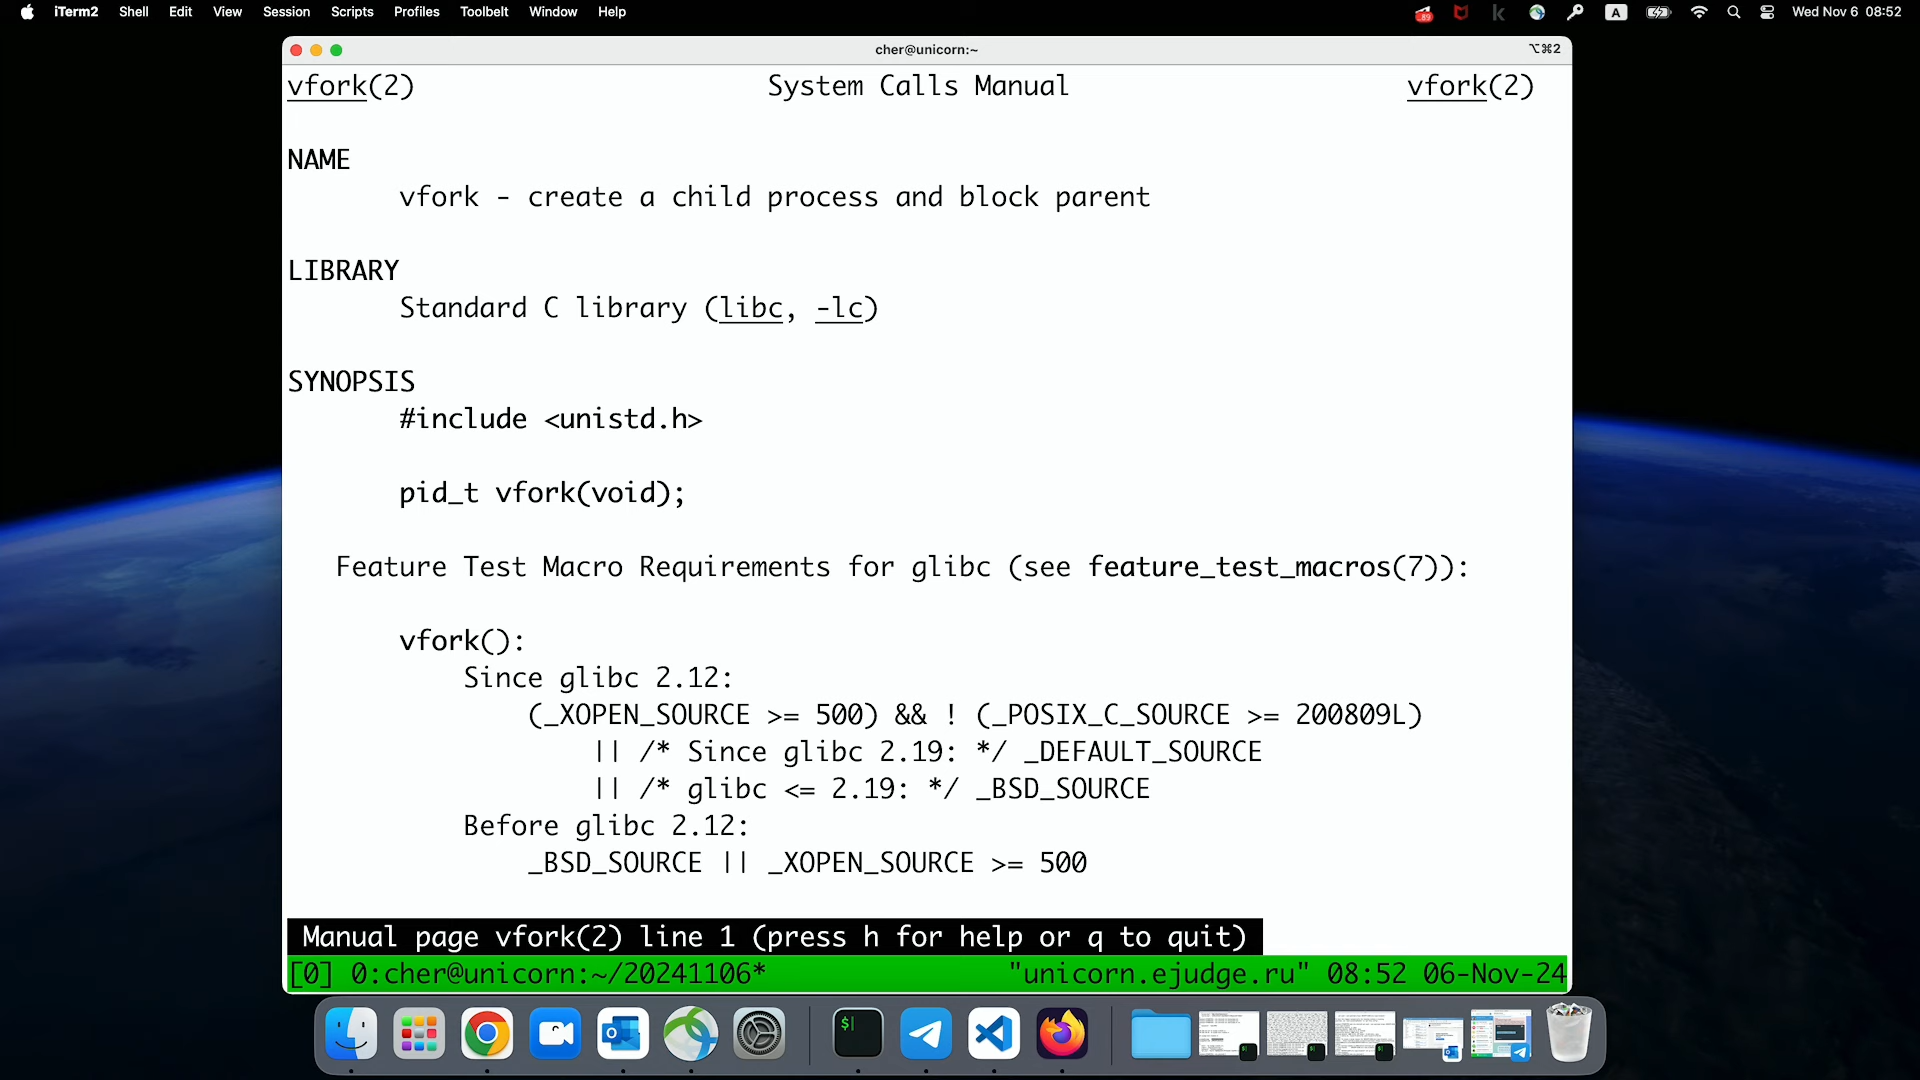 iTerm2 Shell Edit View Session Scripts Profiles Toolbelt Window Help
A Wed Nov 6 08:52
cher@unicorn:~ ⌥⌘2
vfork(2) System Calls Manual vfork(2)
NAME
vfork - create a child process and block parent
LIBRARY
Standard C library (libc, -lc)
SYNOPSIS
#include <unistd.h>
pid_t vfork(void);
Feature Test Macro Requirements for glibc (see feature_test_macros(7)):
vfork():
Since glibc 2.12:
(_XOPEN_SOURCE >= 500) && ! (_POSIX_C_SOURCE >= 200809L)
|| /* Since glibc 2.19: */ _DEFAULT_SOURCE
|| /* glibc <= 2.19: */ _BSD_SOURCE
Before glibc 2.12:
_BSD_SOURCE || _XOPEN_SOURCE >= 500
Manual page vfork(2) line 1 (press h for help or q to quit)
[0] 0:cher@unicorn:~/20241106* "unicorn.ejudge.ru" 08:52 06-Nov-24